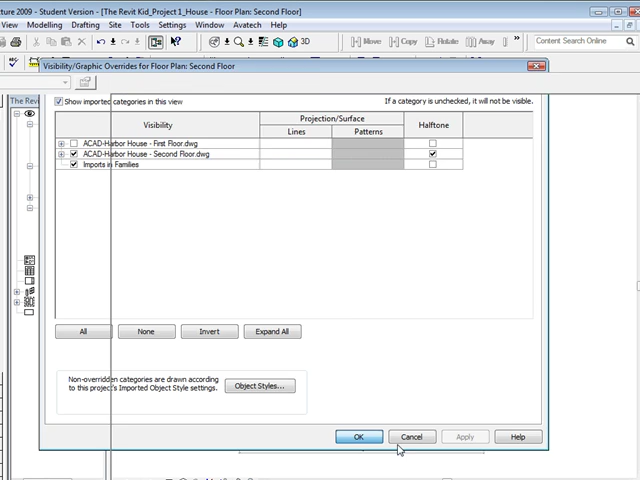 cture 2009 - Student Version - [The Revit Kid_Project 1_House - Floor Plan: Second Floor]
View Modelling Drafting Site Tools Settings Window Avatech Help
3D Move Copy Rotate Mirror » Content Search Online
Visibility/Graphic Overrides for Floor Plan: Second Floor
The Revi
Show imported categories in this view
If a category is unchecked, it will not be visible.
Visibility Projection/Surface Halftone
Lines Patterns
ACAD-Harbor House - First Floor.dwg
ACAD-Harbor House - Second Floor.dwg
Imports in Families
All None Invert Expand All
Non-overridden categories are drawn according
to this project's Imported Object Style settings.
Object Styles...
OK Cancel Apply Help